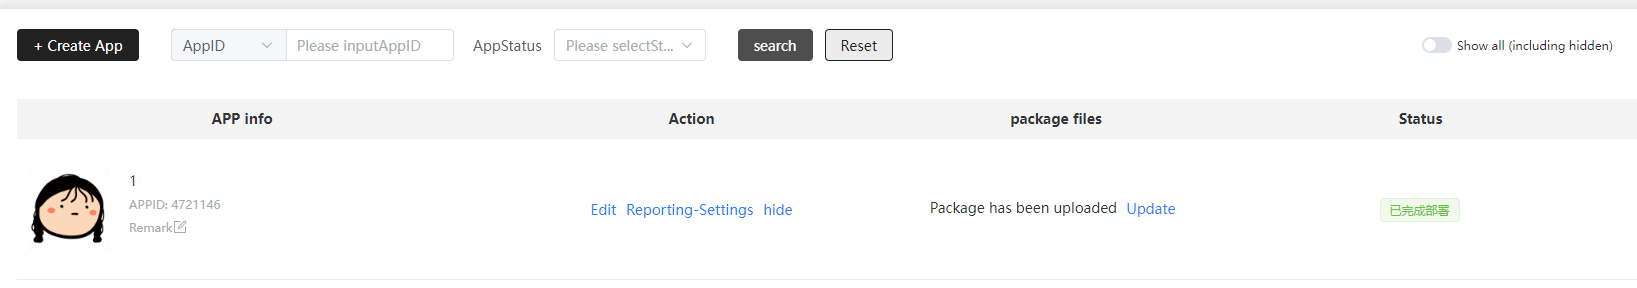 + Create App
AppID
Please inputAppID
AppStatus
Please selectSt...
search
Reset
Show all (including hidden)
APP info
Action
package files
Status
1
APPID: 4721146
Remark
Edit Reporting-Settings hide
Package has been uploaded Update
已完成部署